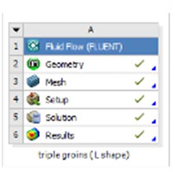 A
1 Fluid Flow (FLUENT)
2 Geometry
3 Mesh
4 Setup
5 Solution
6 Results
triple groins (L shape)